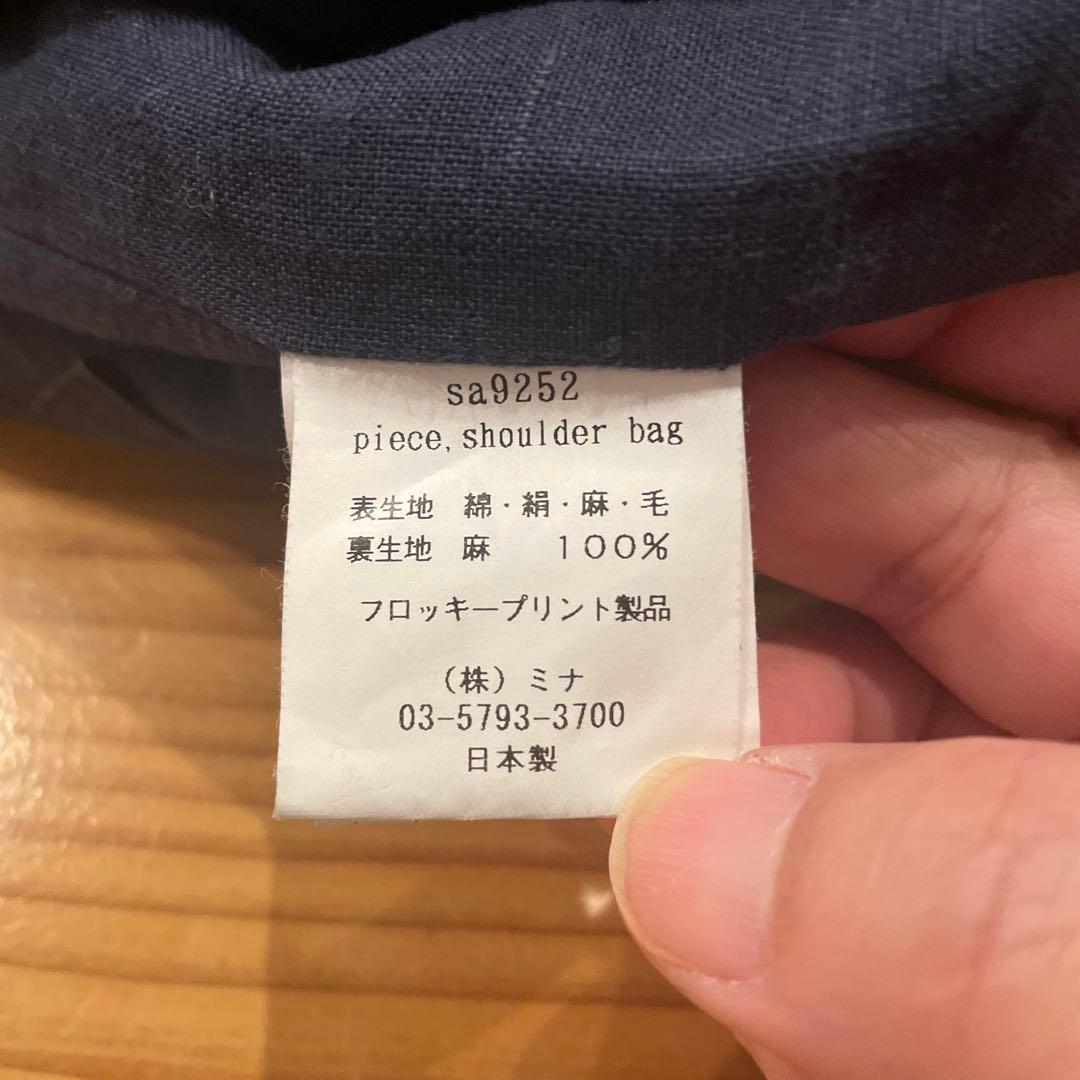 sa9252
piece,shoulder bag
表生地 綿・絹・麻・毛
裏生地 麻 100%
フロッキープリント製品
(株)ミナ
03-5793-3700
日本製